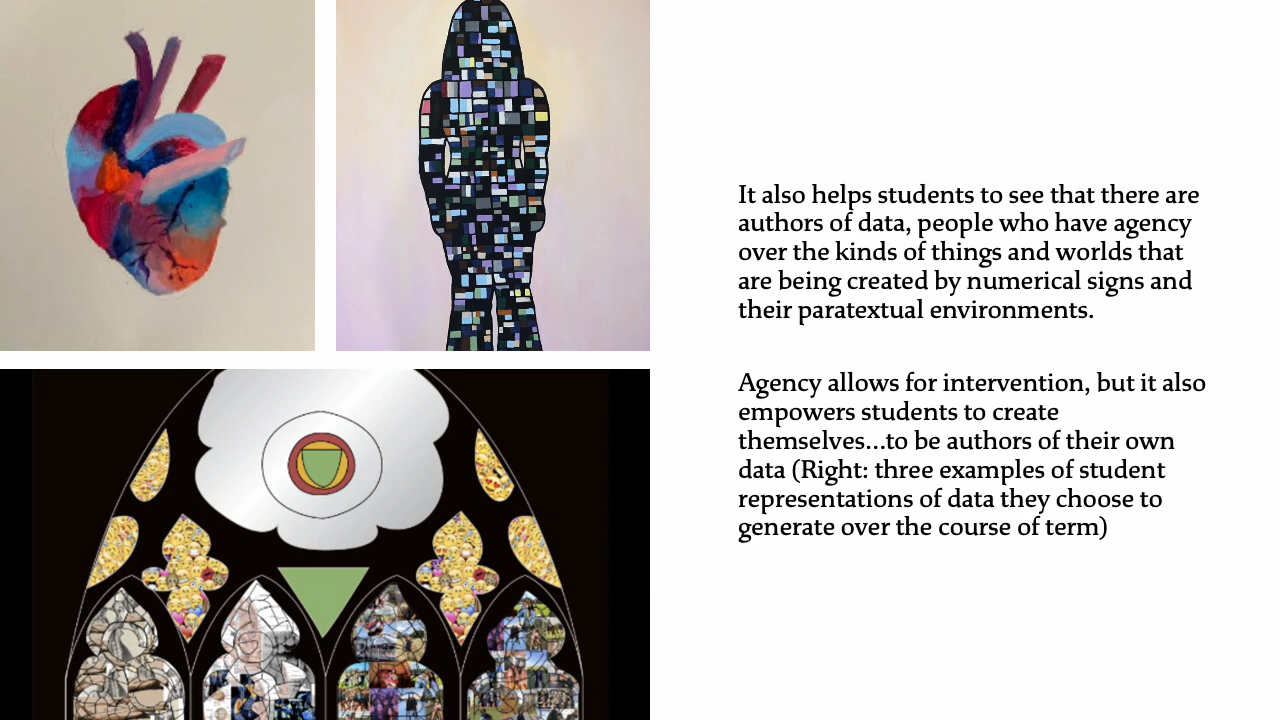 It also helps students to see that there are
authors of data, people who have agency
over the kinds of things and worlds that
are being created by numerical signs and
their paratextual environments.
Agency allows for intervention, but it also
empowers students to create
themselves...to be authors of their own
data (Right: three examples of student
representations of data they choose to
generate over the course of term)